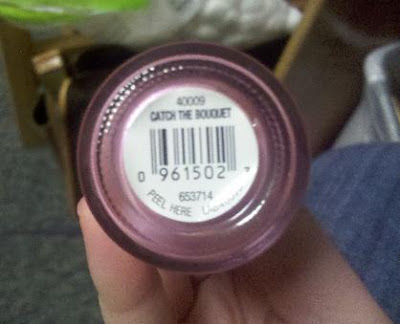 40009
CATCH THE BOUQUET
0 961502 7
653714
PEEL HERE